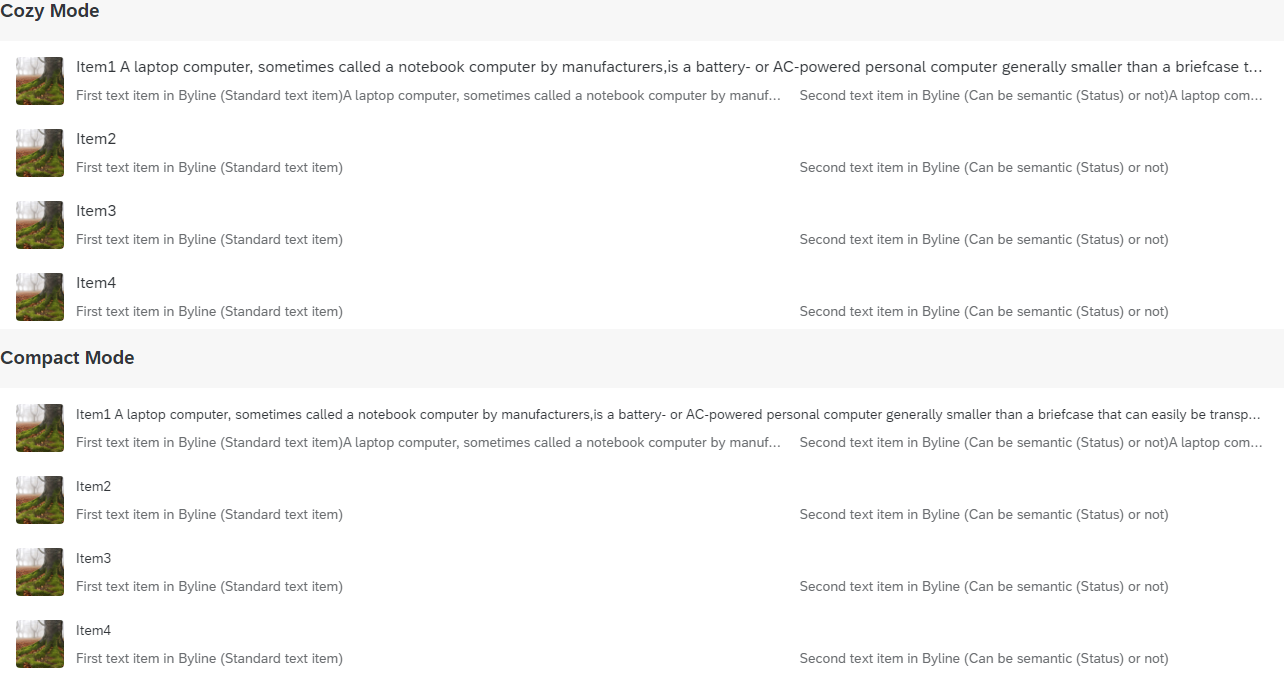 Cozy Mode
Item1 A laptop computer, sometimes called a notebook computer by manufacturers,is a battery- or AC-powered personal computer generally smaller than a briefcase t...
First text item in Byline (Standard text item)A laptop computer, sometimes called a notebook computer by manuf... Second text item in Byline (Can be semantic (Status) or not)A laptop com...
Item2
First text item in Byline (Standard text item) Second text item in Byline (Can be semantic (Status) or not)
Item3
First text item in Byline (Standard text item) Second text item in Byline (Can be semantic (Status) or not)
Item4
First text item in Byline (Standard text item) Second text item in Byline (Can be semantic (Status) or not)
Compact Mode
Item1 A laptop computer, sometimes called a notebook computer by manufacturers,is a battery- or AC-powered personal computer generally smaller than a briefcase that can easily be transp...
First text item in Byline (Standard text item)A laptop computer, sometimes called a notebook computer by manuf... Second text item in Byline (Can be semantic (Status) or not)A laptop com...
Item2
First text item in Byline (Standard text item) Second text item in Byline (Can be semantic (Status) or not)
Item3
First text item in Byline (Standard text item) Second text item in Byline (Can be semantic (Status) or not)
Item4
First text item in Byline (Standard text item) Second text item in Byline (Can be semantic (Status) or not)